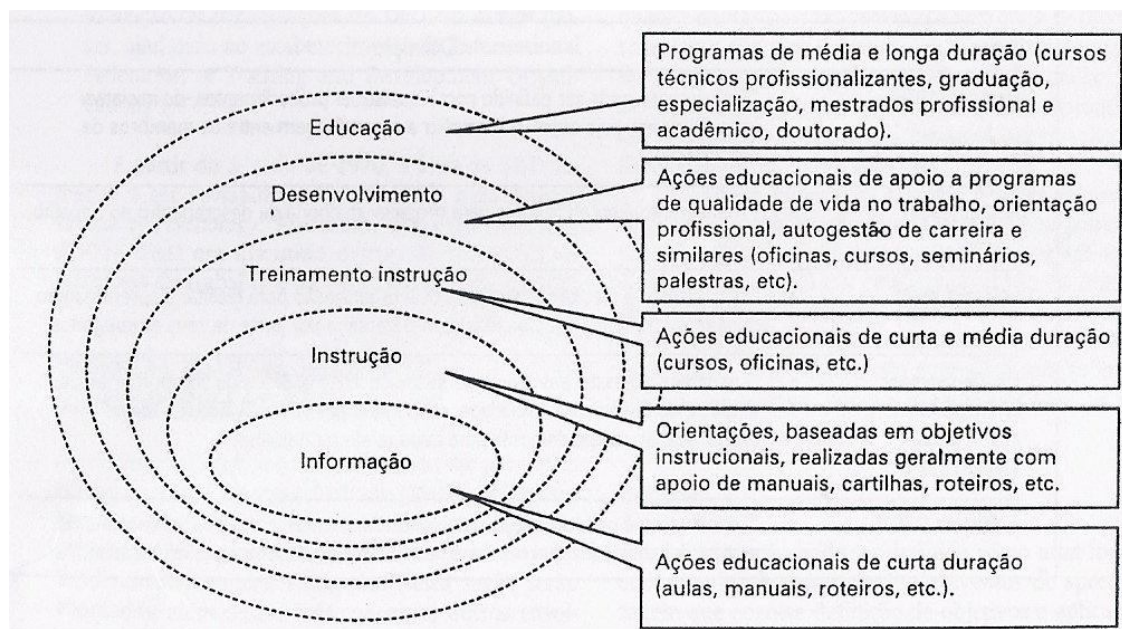 Educação
Desenvolvimento
Treinamento instrução
Instrução
Informação
Programas de média e longa duração (cursos
técnicos profissionalizantes, graduação,
especialização, mestrados profissional e
acadêmico, doutorado).
Ações educacionais de apoio a programas
de qualidade de vida no trabalho, orientação
profissional, autogestão de carreira e
similares (oficinas, cursos, seminários,
palestras, etc).
Ações educacionais de curta e média duração
(cursos, oficinas, etc.)
Orientações, baseadas em objetivos
instrucionais, realizadas geralmente com
apoio de manuais, cartilhas, roteiros, etc.
Ações educacionais de curta duração
(aulas, manuais, roteiros, etc.).